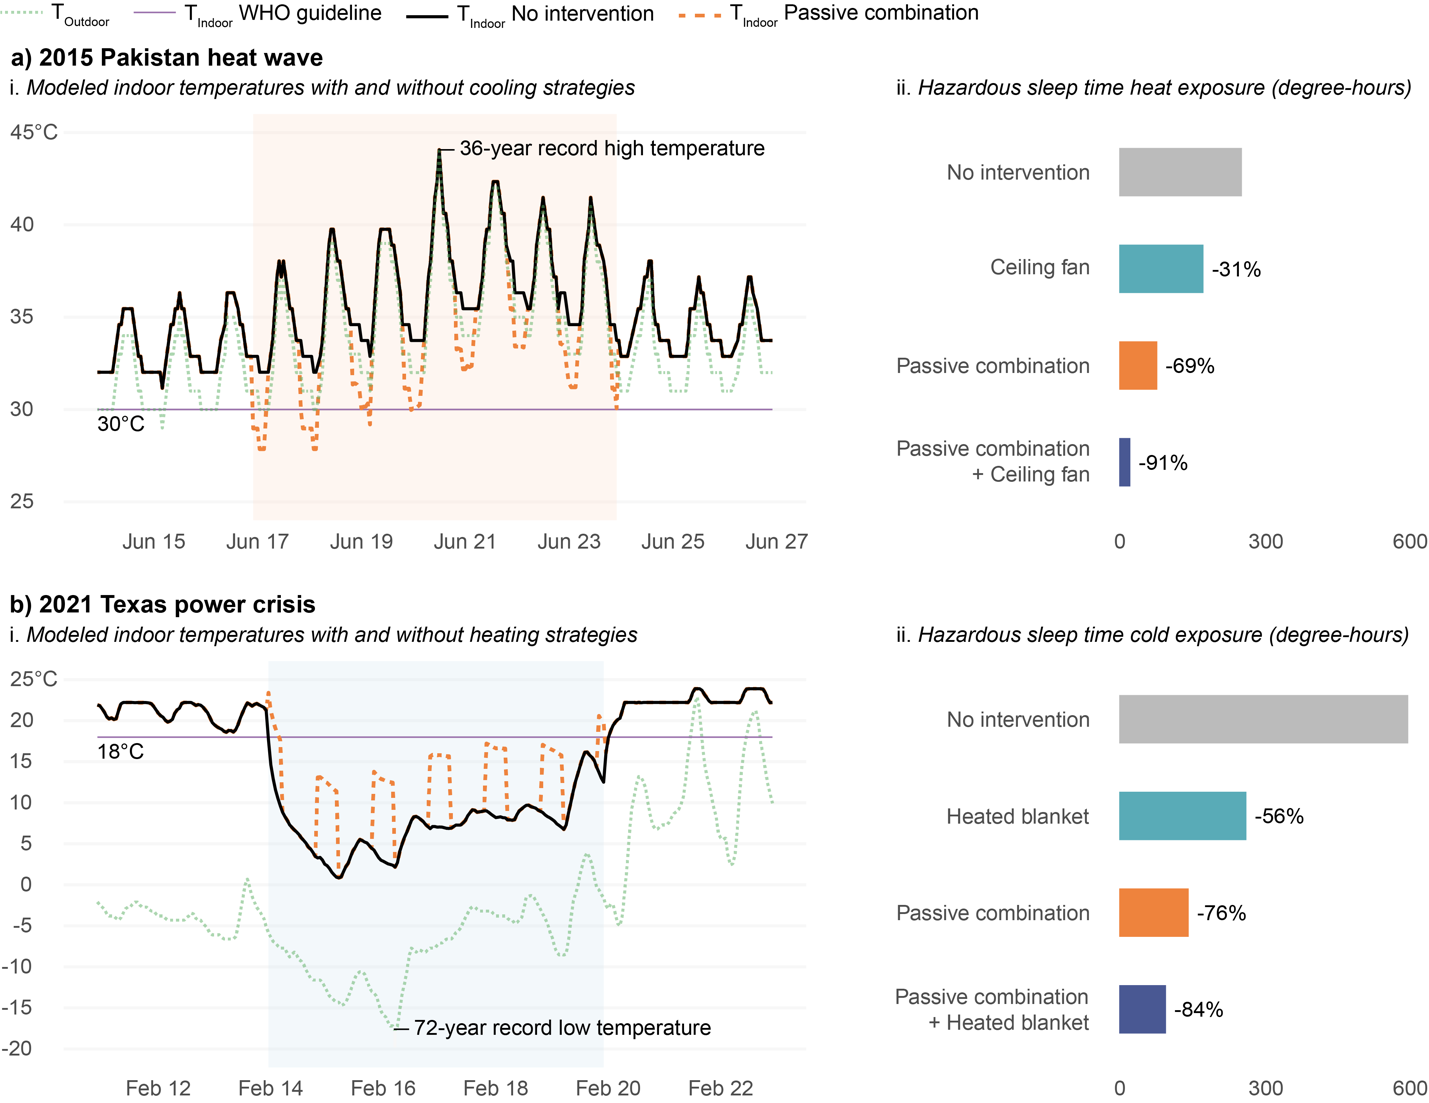 T Outdoor T Indoor WHO guideline T Indoor No intervention T Indoor Passive combination
a) 2015 Pakistan heat wave
i. Modeled indoor temperatures with and without cooling strategies
45°C
40
35
30
25
36-year record high temperature
30°C
Jun 15 Jun 17 Jun 19 Jun 21 Jun 23 Jun 25 Jun 27
ii. Hazardous sleep time heat exposure (degree-hours)
No intervention
Ceiling fan -31%
Passive combination -69%
Passive combination
+ Ceiling fan -91%
0 300 600
b) 2021 Texas power crisis
i. Modeled indoor temperatures with and without heating strategies
25°C
20
15
10
5
0
-5
-10
-15
-20
18°C
72-year record low temperature
Feb 12 Feb 14 Feb 16 Feb 18 Feb 20 Feb 22
ii. Hazardous sleep time cold exposure (degree-hours)
No intervention
Heated blanket -56%
Passive combination -76%
Passive combination
+ Heated blanket -84%
0 300 600